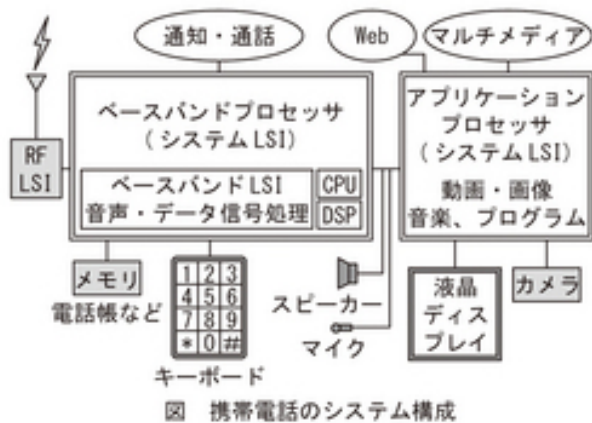 通知・通話
Web
マルチメディア
ベースバンドプロセッサ
(システムLSI)
アプリケーション
プロセッサ
(システムLSI)
RF
LSI
ベースバンドLSI
音声・データ信号処理
CPU
DSP
動画・画像
音楽、プログラム
メモリ
電話帳など
1 2 3
4 5 6
7 8 9
* 0 #
キーボード
スピーカー
マイク
液晶
ディス
プレイ
カメラ
図 携帯電話のシステム構成